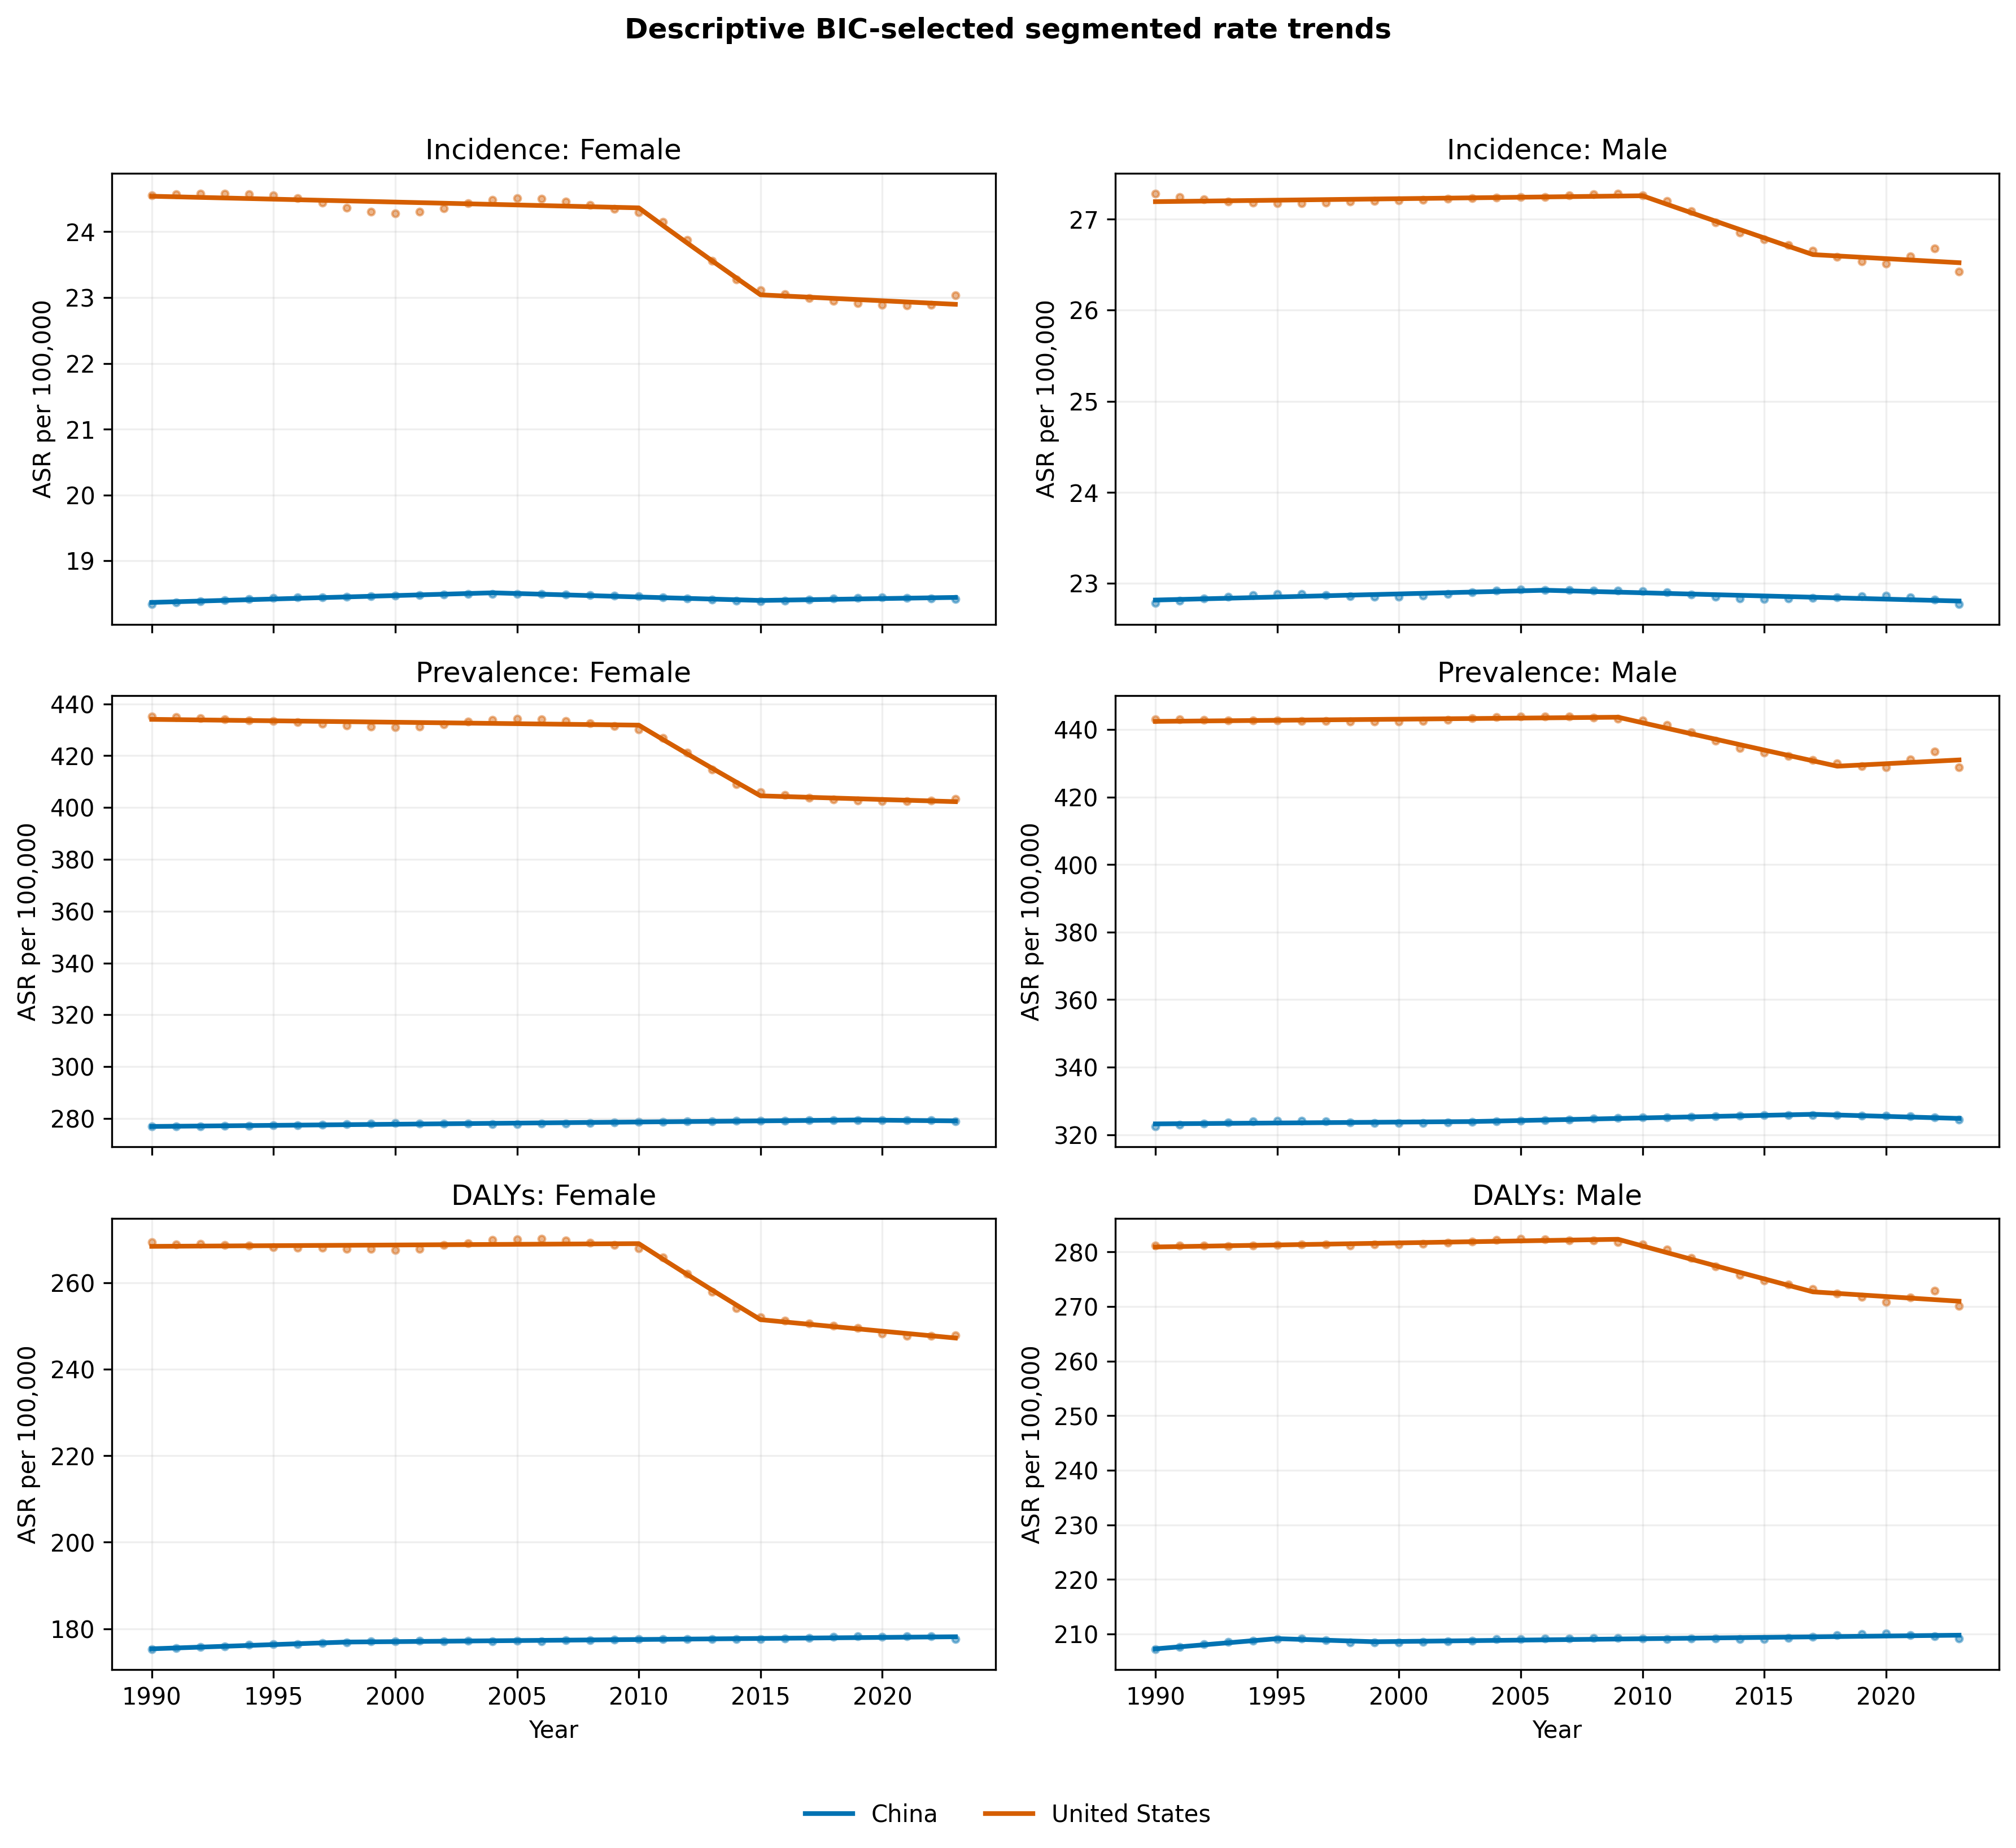 Descriptive BIC-selected segmented rate trends
Incidence: Female
Incidence: Male
ASR per 100,000
24
23
22
21
20
19
ASR per 100,000
27
26
25
24
23
Prevalence: Female
Prevalence: Male
ASR per 100,000
440
420
400
380
360
340
320
300
280
ASR per 100,000
440
420
400
380
360
340
320
DALYs: Female
DALYs: Male
ASR per 100,000
260
240
220
200
180
ASR per 100,000
280
270
260
250
240
230
220
210
1990 1995 2000 2005 2010 2015 2020
Year
1990 1995 2000 2005 2010 2015 2020
Year
China
United States